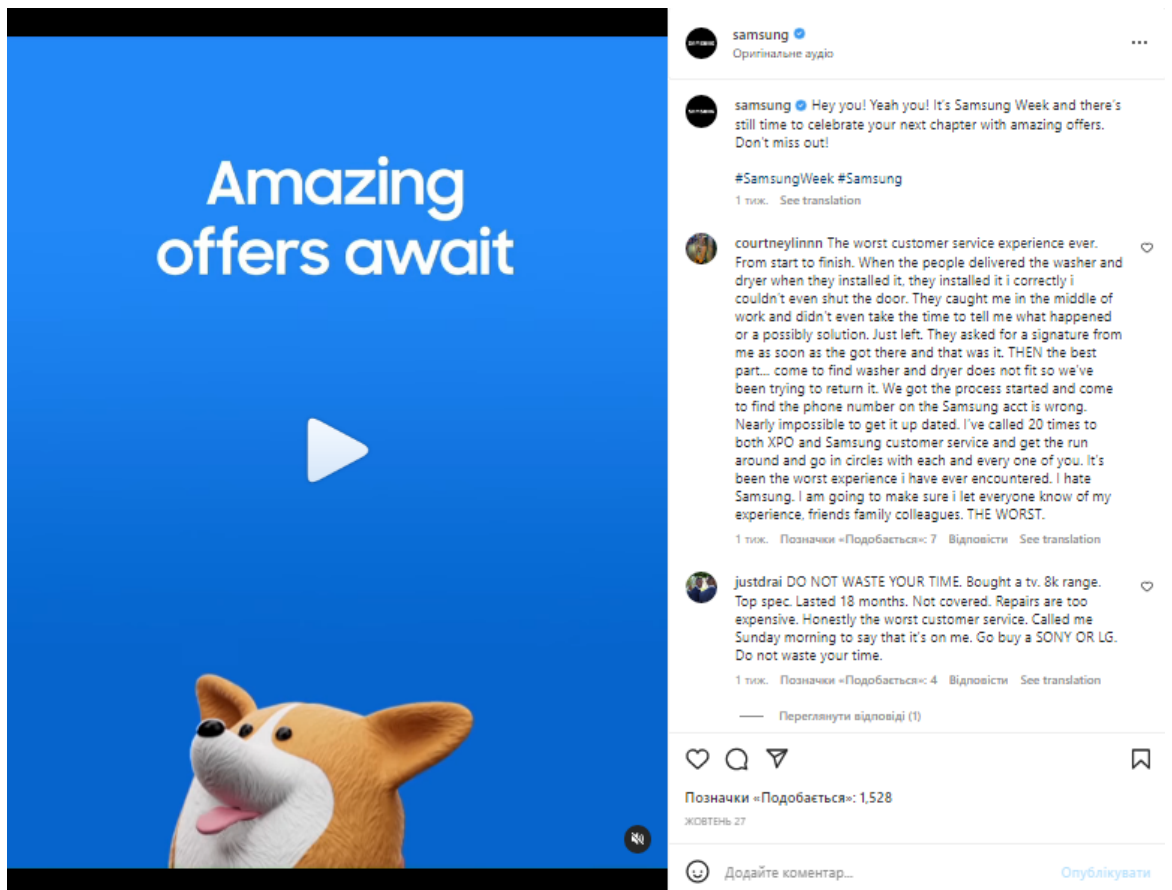 Amazing
offers await
samsung
Оригінальне аудіо
samsung Hey you! Yeah you! It's Samsung Week and there's
still time to celebrate your next chapter with amazing offers.
Don't miss out!
#SamsungWeek #Samsung
1 тиж. See translation
courtneylinnn The worst customer service experience ever.
From start to finish. When the people delivered the washer and
dryer when they installed it, they installed it i correctly i
couldn't even shut the door. They caught me in the middle of
work and didn't even take the time to tell me what happened
or a possibly solution. Just left. They asked for a signature from
me as soon as the got there and that was it. THEN the best
part... come to find washer and dryer does not fit so we've
been trying to return it. We got the process started and come
to find the phone number on the Samsung acct is wrong.
Nearly impossible to get it up dated. I've called 20 times to
both XPO and Samsung customer service and get the run
around and go in circles with each and every one of you. It's
been the worst experience i have ever encountered. I hate
Samsung. I am going to make sure i let everyone know of my
experience, friends family colleagues. THE WORST.
1 тиж. Позначки «Подобається»: 7 Відповісти See translation
justdrai DO NOT WASTE YOUR TIME. Bought a tv. 8k range.
Top spec. Lasted 18 months. Not covered. Repairs are too
expensive. Honestly the worst customer service. Called me
Sunday morning to say that it's on me. Go buy a SONY OR LG.
Do not waste your time.
1 тиж. Позначки «Подобається»: 4 Відповісти See translation
Переглянути відповіді (1)
Позначки «Подобається»: 1,528
ЖОВТЕНЬ 27
Додайте коментар...
Опублікувати